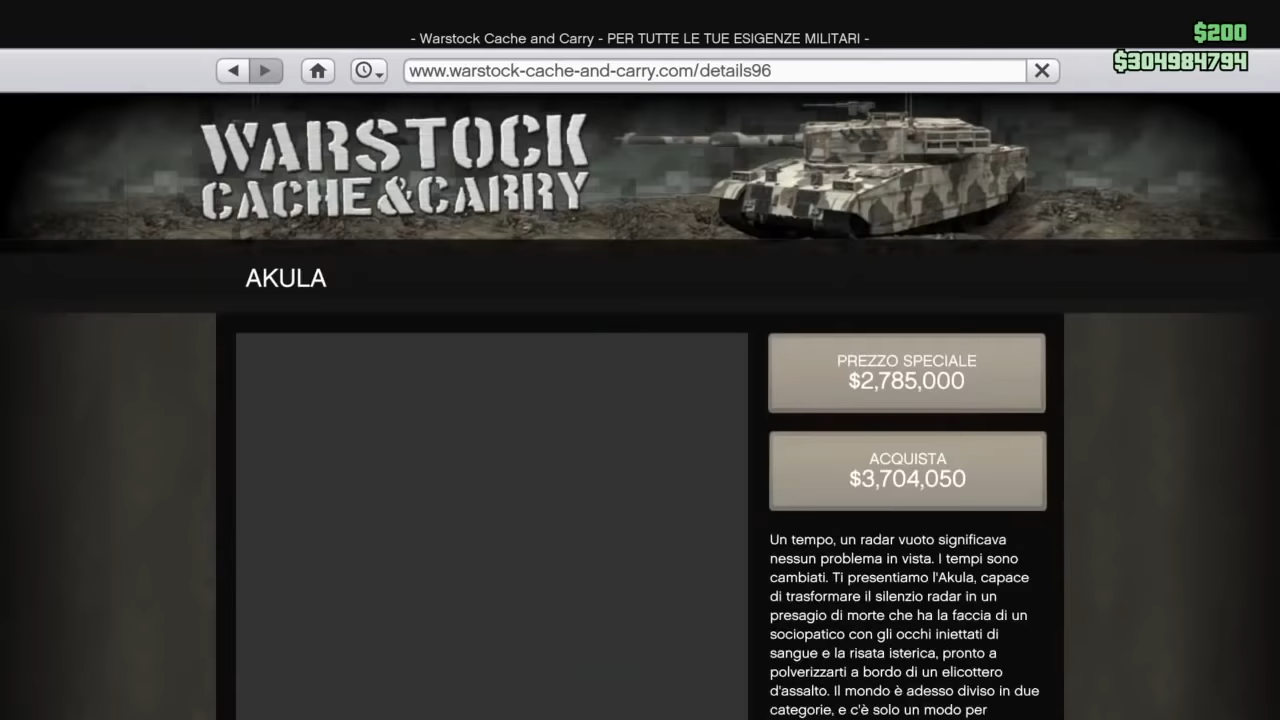 - Warstock Cache and Carry - PER TUTTE LE TUE ESIGENZE MILITARI -
$200
$304984794
www.warstock-cache-and-carry.com/details96
WARSTOCK
CACHE&CARRY
AKULA
PREZZO SPECIALE
$2,785,000
ACQUISTA
$3,704,050
Un tempo, un radar vuoto significava
nessun problema in vista. I tempi sono
cambiati. Ti presentiamo l'Akula, capace
di trasformare il silenzio radar in un
presagio di morte che ha la faccia di un
sociopatico con gli occhi iniettati di
sangue e la risata isterica, pronto a
polverizzarti a bordo di un elicottero
d'assalto. Il mondo è adesso diviso in due
categorie, e c'è solo un modo per